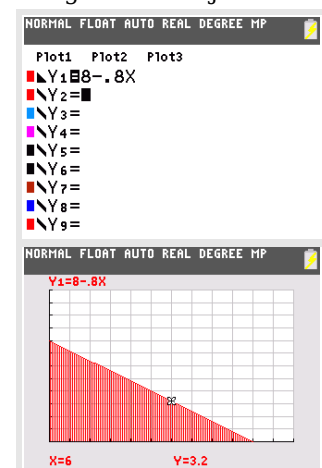 NORMAL FLOAT AUTO REAL DEGREE MP
Plot1 Plot2 Plot3
Y1=8-.8X
Y2=
Y3=
Y4=
Y5=
Y6=
Y7=
Y8=
Y9=
NORMAL FLOAT AUTO REAL DEGREE MP
Y1=8-.8X
X=6 Y=3.2